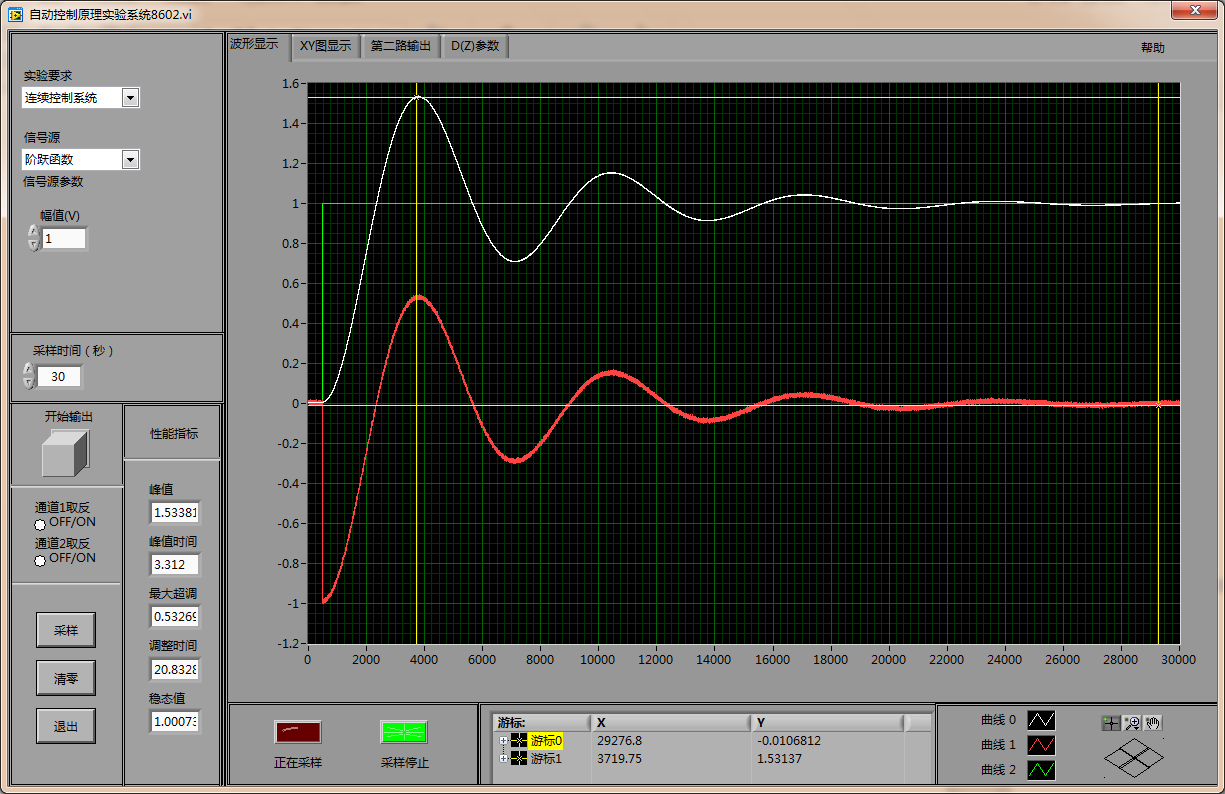 自动控制原理实验系统8602.vi
波形显示 XY图显示 第二路输出 D(Z)参数 帮助
实验要求
连续控制系统
信号源
阶跃函数
信号源参数
幅值(V)
1
采样时间（秒）
30
开始输出
通道1取反
OFF/ON
通道2取反
OFF/ON
采样
清零
退出
性能指标
峰值
1.53381
峰值时间
3.312
最大超调
0.53269
调整时间
20.8328
稳态值
1.00073
1.6
1.4
1.2
1
0.8
0.6
0.4
0.2
0
-0.2
-0.4
-0.6
-0.8
-1
-1.2
0 2000 4000 6000 8000 10000 12000 14000 16000 18000 20000 22000 24000 26000 28000 30000
正在采样 采样停止
游标: X Y
游标0 29276.8 -0.0106812
游标1 3719.75 1.53137
曲线 0
曲线 1
曲线 2